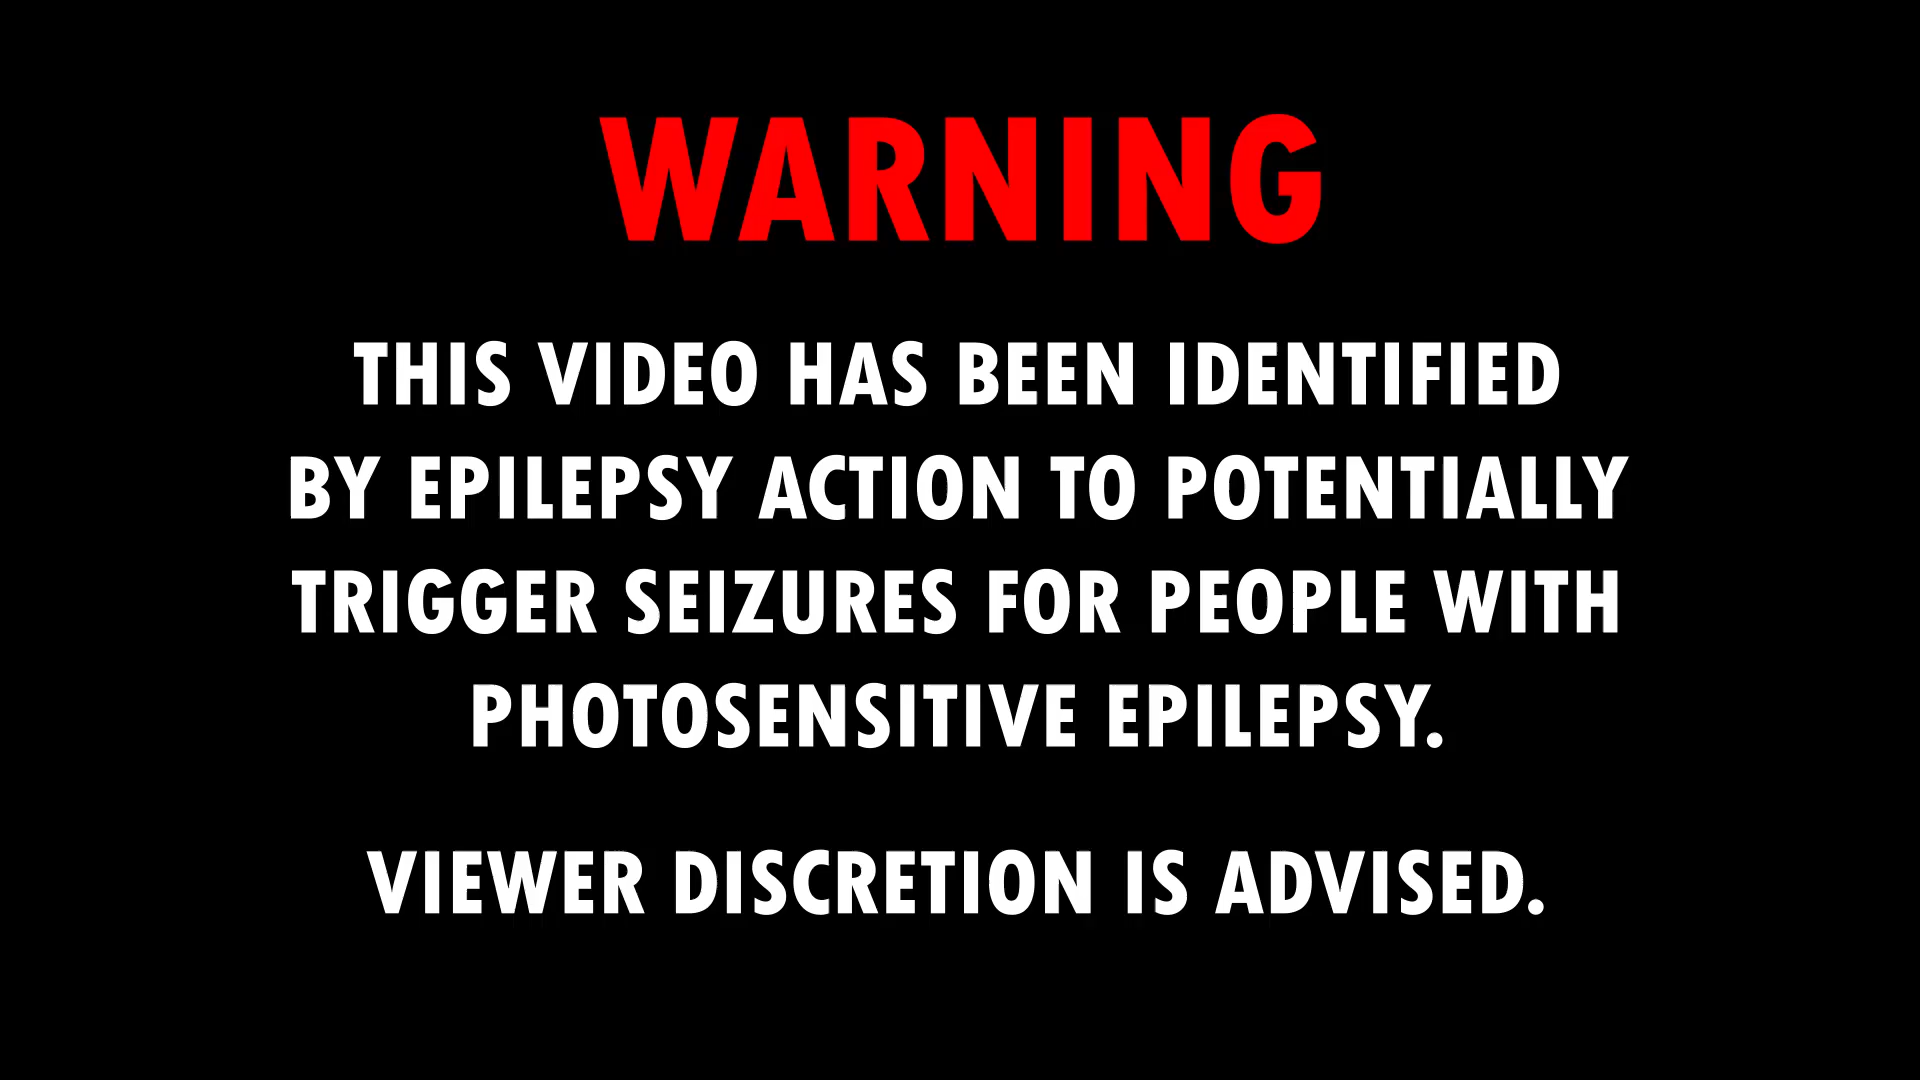 WARNING
THIS VIDEO HAS BEEN IDENTIFIED
BY EPILEPSY ACTION TO POTENTIALLY
TRIGGER SEIZURES FOR PEOPLE WITH
PHOTOSENSITIVE EPILEPSY.
VIEWER DISCRETION IS ADVISED.